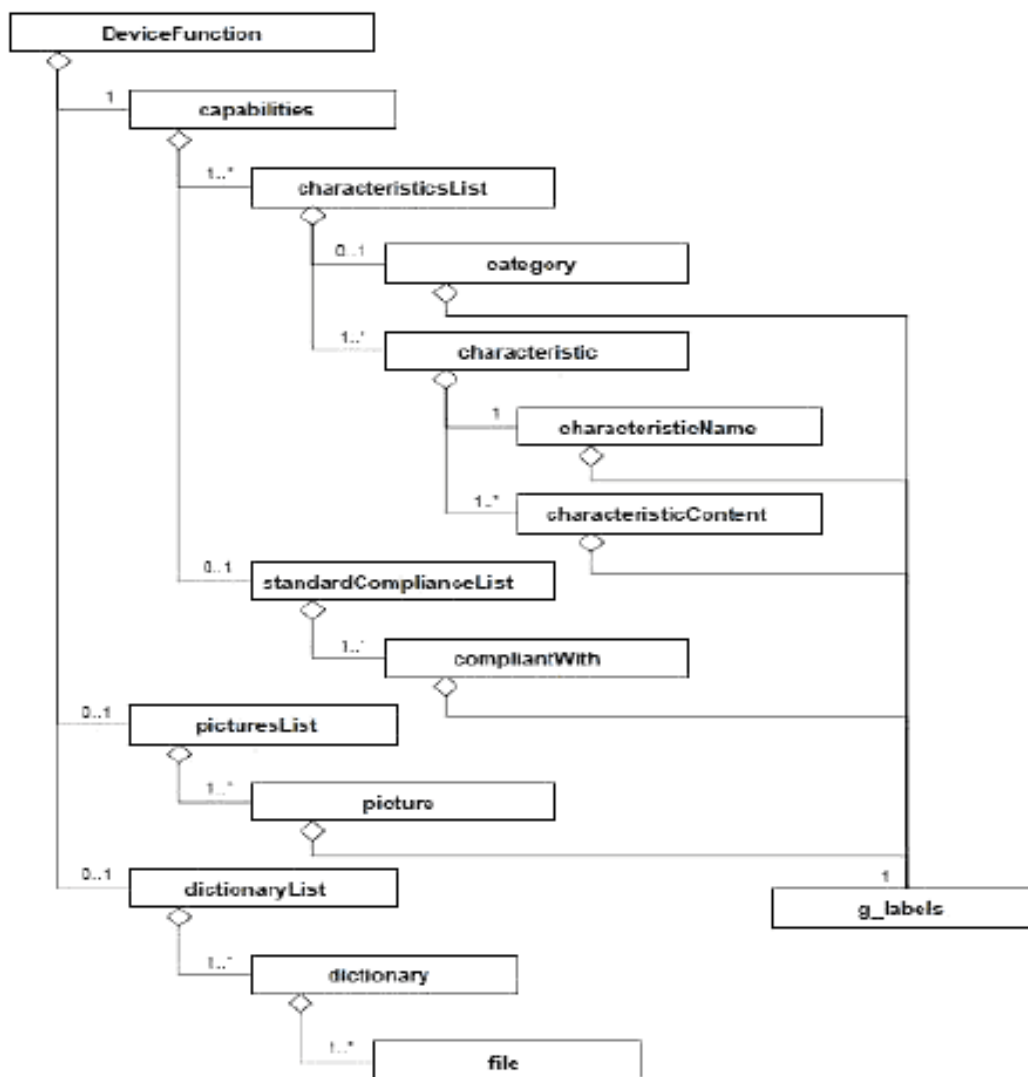 DeviceFunction
1
capabilities
1..*
characteristicsList
0..1
category
1..*
characteristic
1
characteristicName
1..*
characteristicContent
0..1
standardComplianceList
1..*
compliantWith
0..1
picturesList
1..*
picture
0..1
dictionaryList
1
g_labels
1..*
dictionary
1..*
file